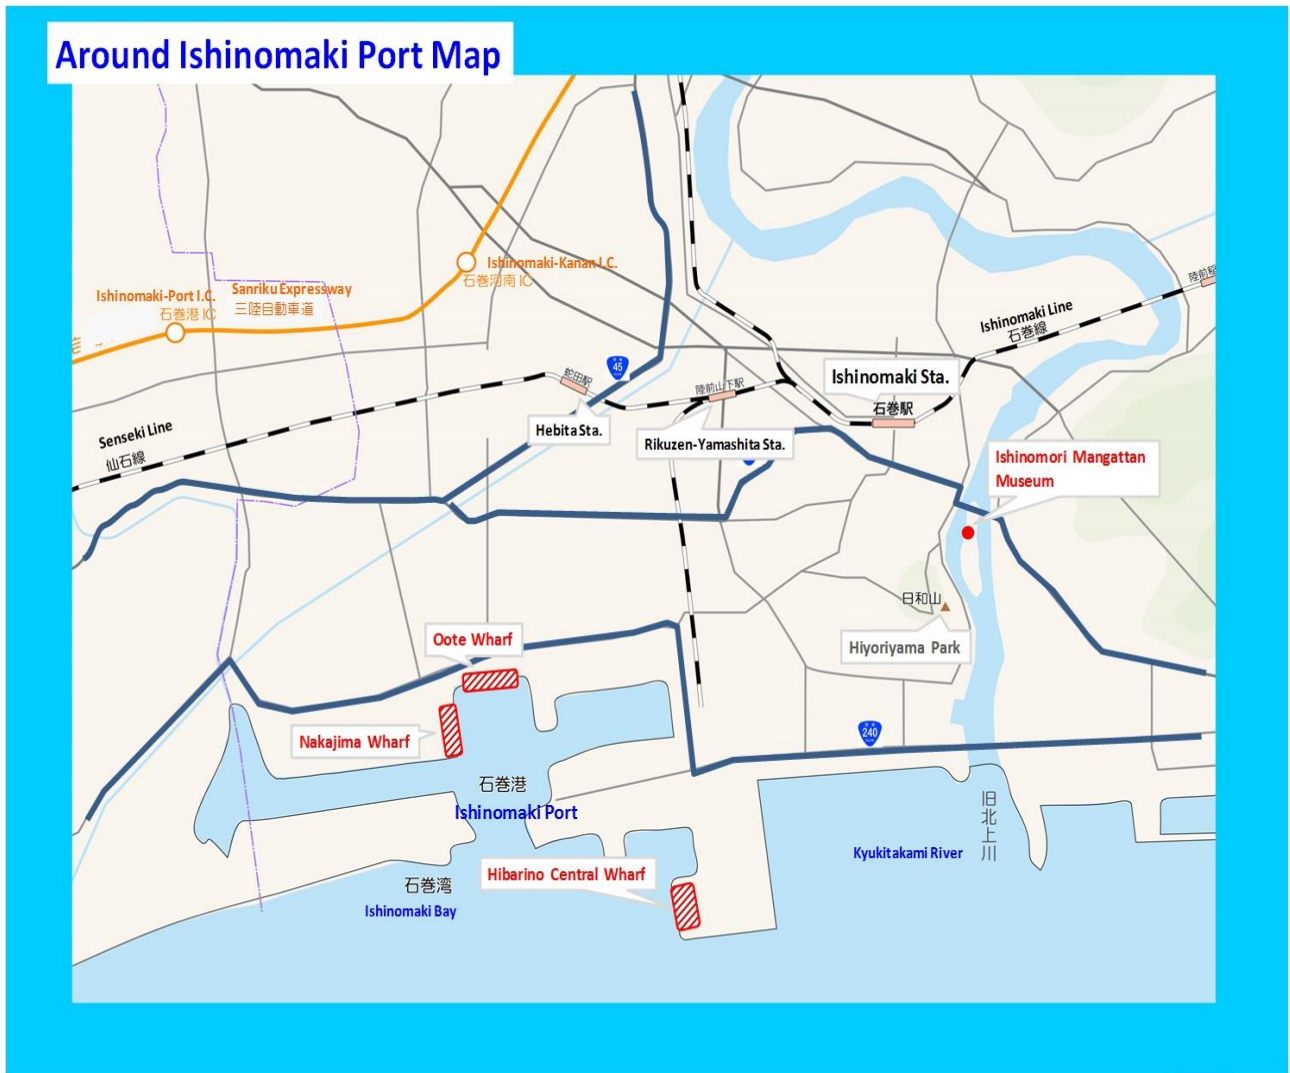 Around Ishinomaki Port Map
Ishinomaki-Kanan I.C.
石巻河南 IC
Sanriku Expressway
三陸自動車道
Ishinomaki-Port I.C.
石巻港 IC
陸前稲
Ishinomaki Line
石巻線
45
蛇田駅
陸前山下駅
Ishinomaki Sta.
石巻駅
Senseki Line
仙石線
Hebita Sta.
Rikuzen-Yamashita Sta.
Ishinomori Mangattan
Museum
日和山
Hiyoriyama Park
Oote Wharf
Nakajima Wharf
240
石巻港
Ishinomaki Port
旧北上川
Kyukitakami River
Hibarino Central Wharf
石巻湾
Ishinomaki Bay